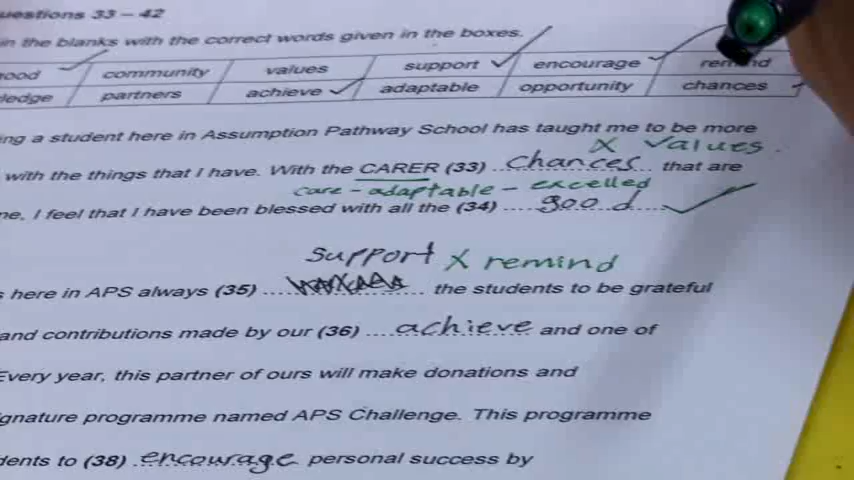 uestions 33 – 42
in the blanks with the correct words given in the boxes.
ood community values support encourage remind
ledge partners achieve adaptable opportunity chances
ing a student here in Assumption Pathway School has taught me to be more
X values.
with the things that I have. With the CARER (33) chances that are
care - adaptable - excelled
me, I feel that I have been blessed with all the (34) good
support X remind
s here in APS always (35) the students to be grateful
and contributions made by our (36) achieve and one of
Every year, this partner of ours will make donations and
ignature programme named APS Challenge. This programme
dents to (38) encourage personal success by